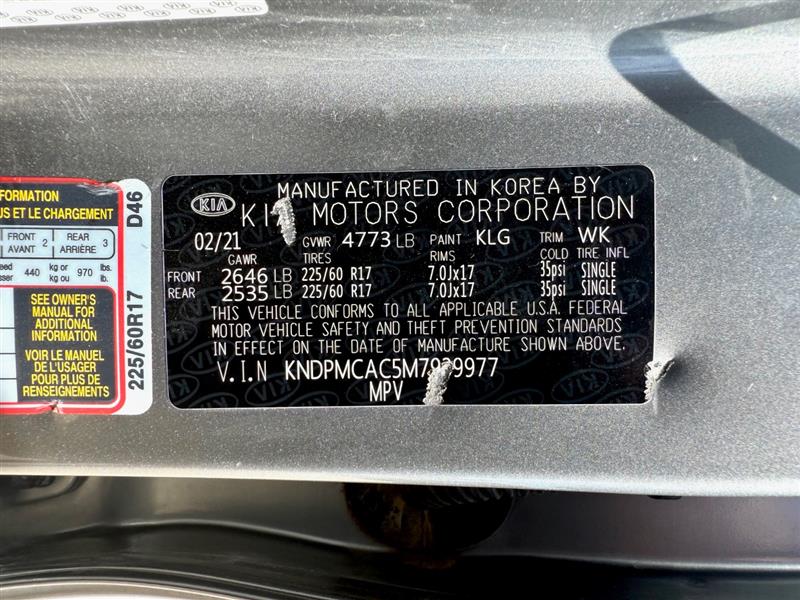 KIA
MANUFACTURED IN KOREA BY
MOTORS CORPORATION
02/21 GVWR 4773 LB PAINT KLG TRIM WK
GAWR TIRES RIMS COLD TIRE INFL
FRONT 2646 LB 225/60 R17 7.0Jx17 35psi SINGLE
REAR 2535 LB 225/60 R17 7.0Jx17 35psi SINGLE
THIS VEHICLE CONFORMS TO ALL APPLICABLE U.S.A. FEDERAL
MOTOR VEHICLE SAFETY AND THEFT PREVENTION STANDARDS
IN EFFECT ON THE DATE OF MANUFACTURE SHOWN ABOVE.
V.I.N
MPV
US ET LE CHARGEMENT
FRONT 2 REAR 3
AVANT ARRIÈRE
440 kg or 970 lbs.
kg ou lb.
SEE OWNER'S
MANUAL FOR
ADDITIONAL
INFORMATION
VOIR LE MANUEL
DE L'USAGER
POUR PLUS DE
RENSEIGNEMENTS
225/60R17 D46